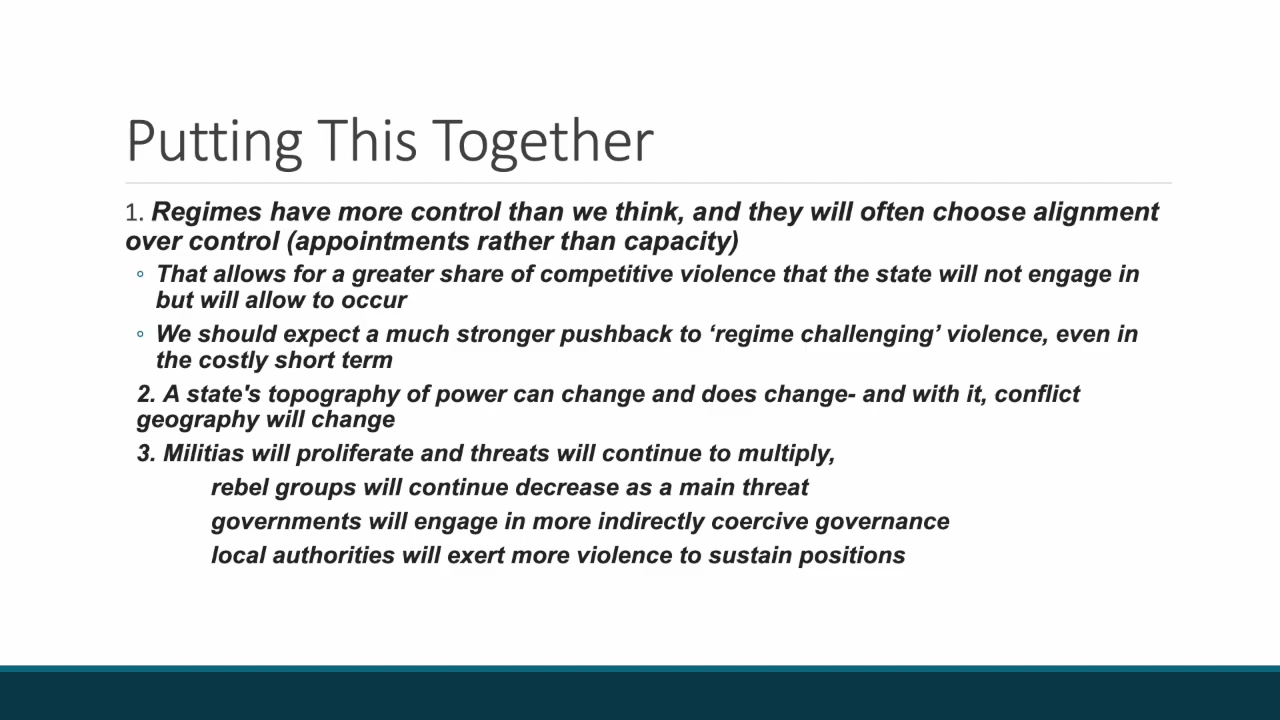 Putting This Together
1. Regimes have more control than we think, and they will often choose alignment
over control (appointments rather than capacity)
◦ That allows for a greater share of competitive violence that the state will not engage in
but will allow to occur
◦ We should expect a much stronger pushback to ‘regime challenging’ violence, even in
the costly short term
2. A state's topography of power can change and does change- and with it, conflict
geography will change
3. Militias will proliferate and threats will continue to multiply,
rebel groups will continue decrease as a main threat
governments will engage in more indirectly coercive governance
local authorities will exert more violence to sustain positions